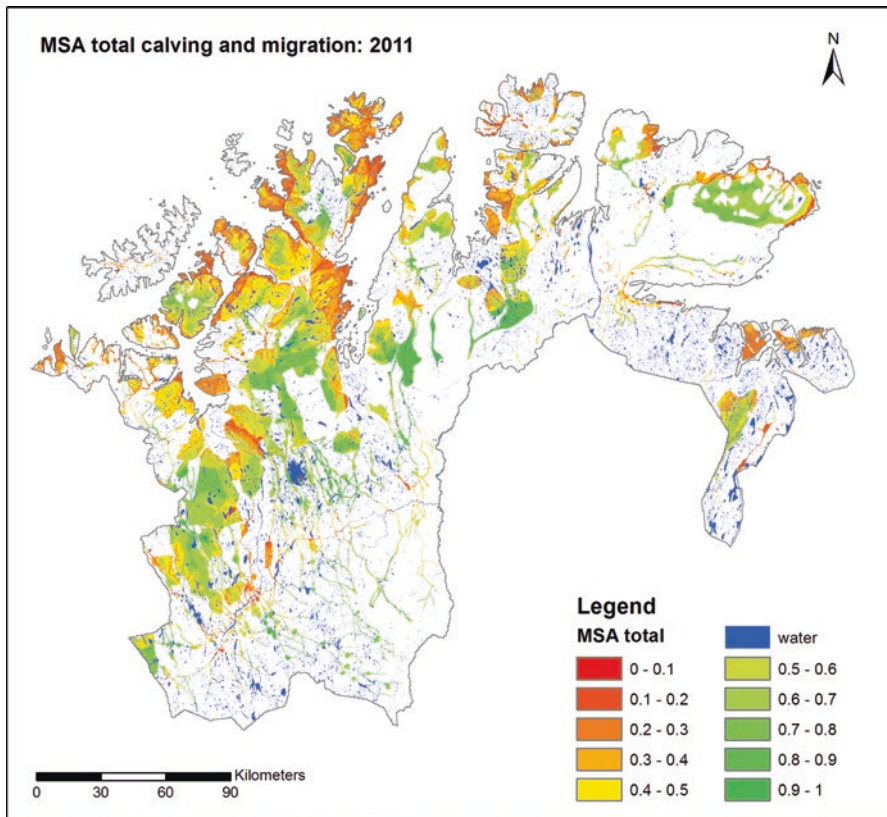 MSA total calving and migration: 2011
N
Legend
MSA total
water
0 - 0.1
0.5 - 0.6
0.1 - 0.2
0.6 - 0.7
0.2 - 0.3
0.7 - 0.8
0.3 - 0.4
0.8 - 0.9
0.4 - 0.5
0.9 - 1
Kilometers
0 30 60 90